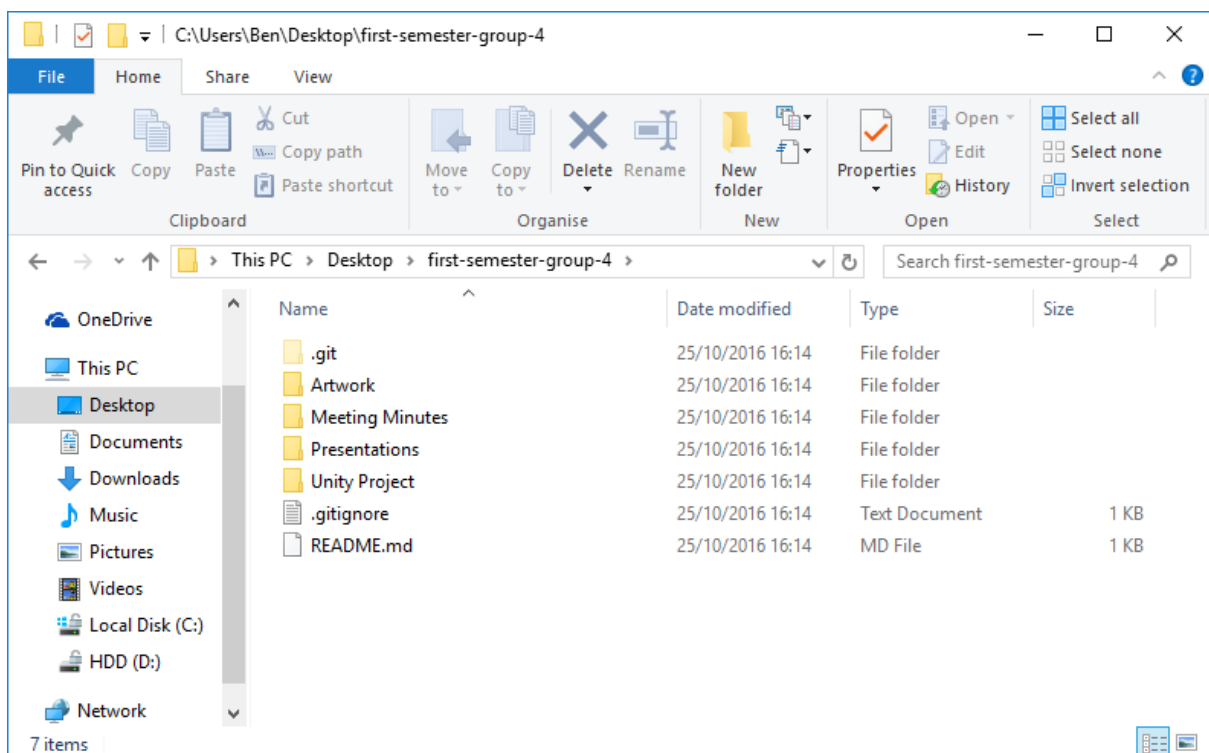 C:\Users\Ben\Desktop\first-semester-group-4
File Home Share View
Pin to Quick access
Copy
Paste
Cut
Copy path
Paste shortcut
Clipboard
Move to
Copy to
Delete
Rename
Organise
New folder
New
Properties
Open
Edit
History
Open
Select all
Select none
Invert selection
Select
This PC > Desktop > first-semester-group-4 >
Search first-semester-group-4
OneDrive
This PC
Desktop
Documents
Downloads
Music
Pictures
Videos
Local Disk (C:)
HDD (D:)
Network
Name Date modified Type Size
.git 25/10/2016 16:14 File folder
Artwork 25/10/2016 16:14 File folder
Meeting Minutes 25/10/2016 16:14 File folder
Presentations 25/10/2016 16:14 File folder
Unity Project 25/10/2016 16:14 File folder
.gitignore 25/10/2016 16:14 Text Document 1 KB
README.md 25/10/2016 16:14 MD File 1 KB
7 items